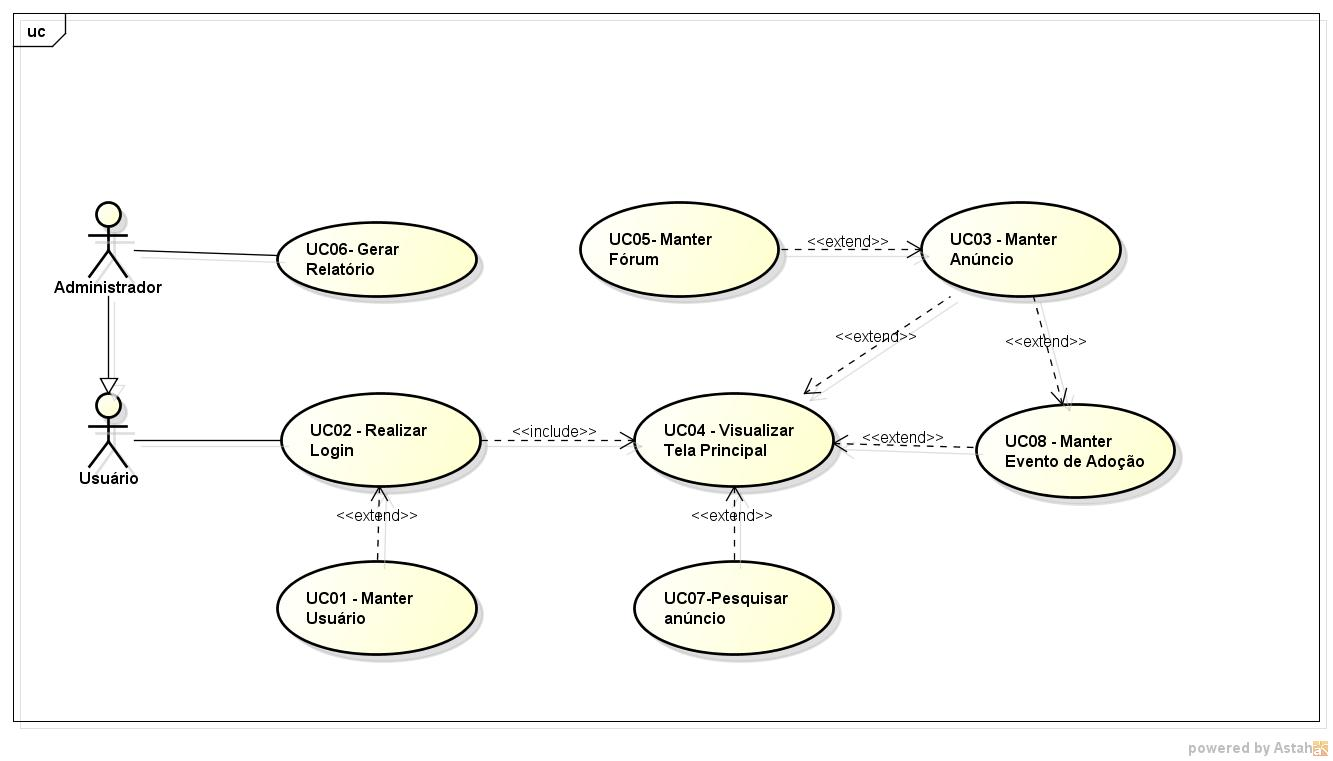 uc
UC06- Gerar
Relatório
UC05- Manter
Fórum
<<extend>>
UC03 - Manter
Anúncio
Administrador
<<extend>>
<<extend>>
UC02 - Realizar
Login
<<include>>
UC04 - Visualizar
Tela Principal
<<extend>>
UC08 - Manter
Evento de Adoção
Usuário
<<extend>>
<<extend>>
UC01 - Manter
Usuário
UC07-Pesquisar
anúncio
powered by Astah